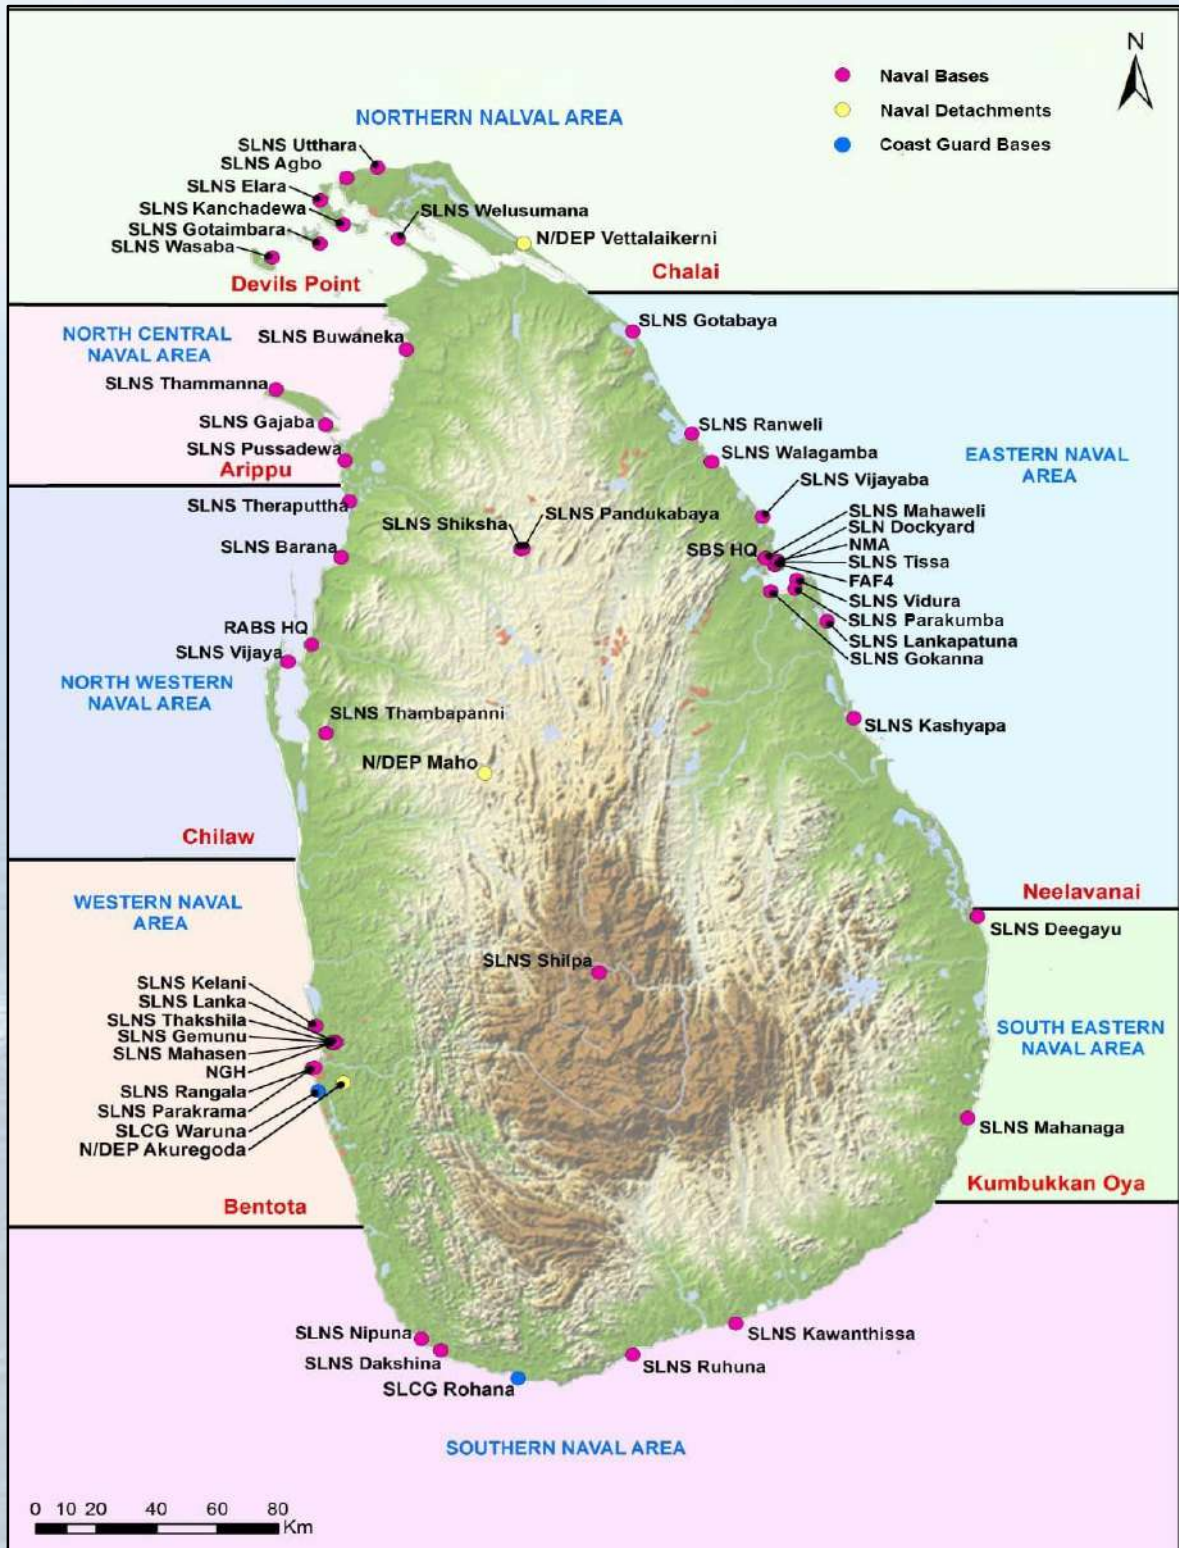 N
Naval Bases
Naval Detachments
Coast Guard Bases
NORTHERN NALVAL AREA
SLNS Utthara
SLNS Agbo
SLNS Elara
SLNS Kanchadewa
SLNS Gotaimbara
SLNS Wasaba
SLNS Welusumana
N/DEP Vettalaikerni
Devils Point
Chalai
NORTH CENTRAL
NAVAL AREA
SLNS Buwaneka
SLNS Thammanna
SLNS Gajaba
SLNS Pussadewa
Arippu
SLNS Gotabaya
SLNS Ranweli
SLNS Walagamba
EASTERN NAVAL
AREA
SLNS Vijayaba
SLNS Mahaweli
SLN Dockyard
SBS HQ
NMA
SLNS Tissa
FAF4
SLNS Vidura
SLNS Parakumba
SLNS Lankapatuna
SLNS Gokanna
SLNS Kashyapa
Neelavanai
SLNS Theraputtha
SLNS Shiksha
SLNS Pandukabaya
SLNS Barana
RABS HQ
SLNS Vijaya
NORTH WESTERN
NAVAL AREA
SLNS Thambapanni
N/DEP Maho
Chilaw
WESTERN NAVAL
AREA
SLNS Shilpa
SLNS Kelani
SLNS Lanka
SLNS Thakshila
SLNS Gemunu
SLNS Mahasen
NGH
SLNS Rangala
SLNS Parakrama
SLCG Waruna
N/DEP Akuregoda
Bentota
SLNS Deegayu
SOUTH EASTERN
NAVAL AREA
SLNS Mahanaga
Kumbukkan Oya
SLNS Nipuna
SLNS Dakshina
SLCG Rohana
SLNS Ruhuna
SLNS Kawanthissa
SOUTHERN NAVAL AREA
0 10 20 40 60 80
Km